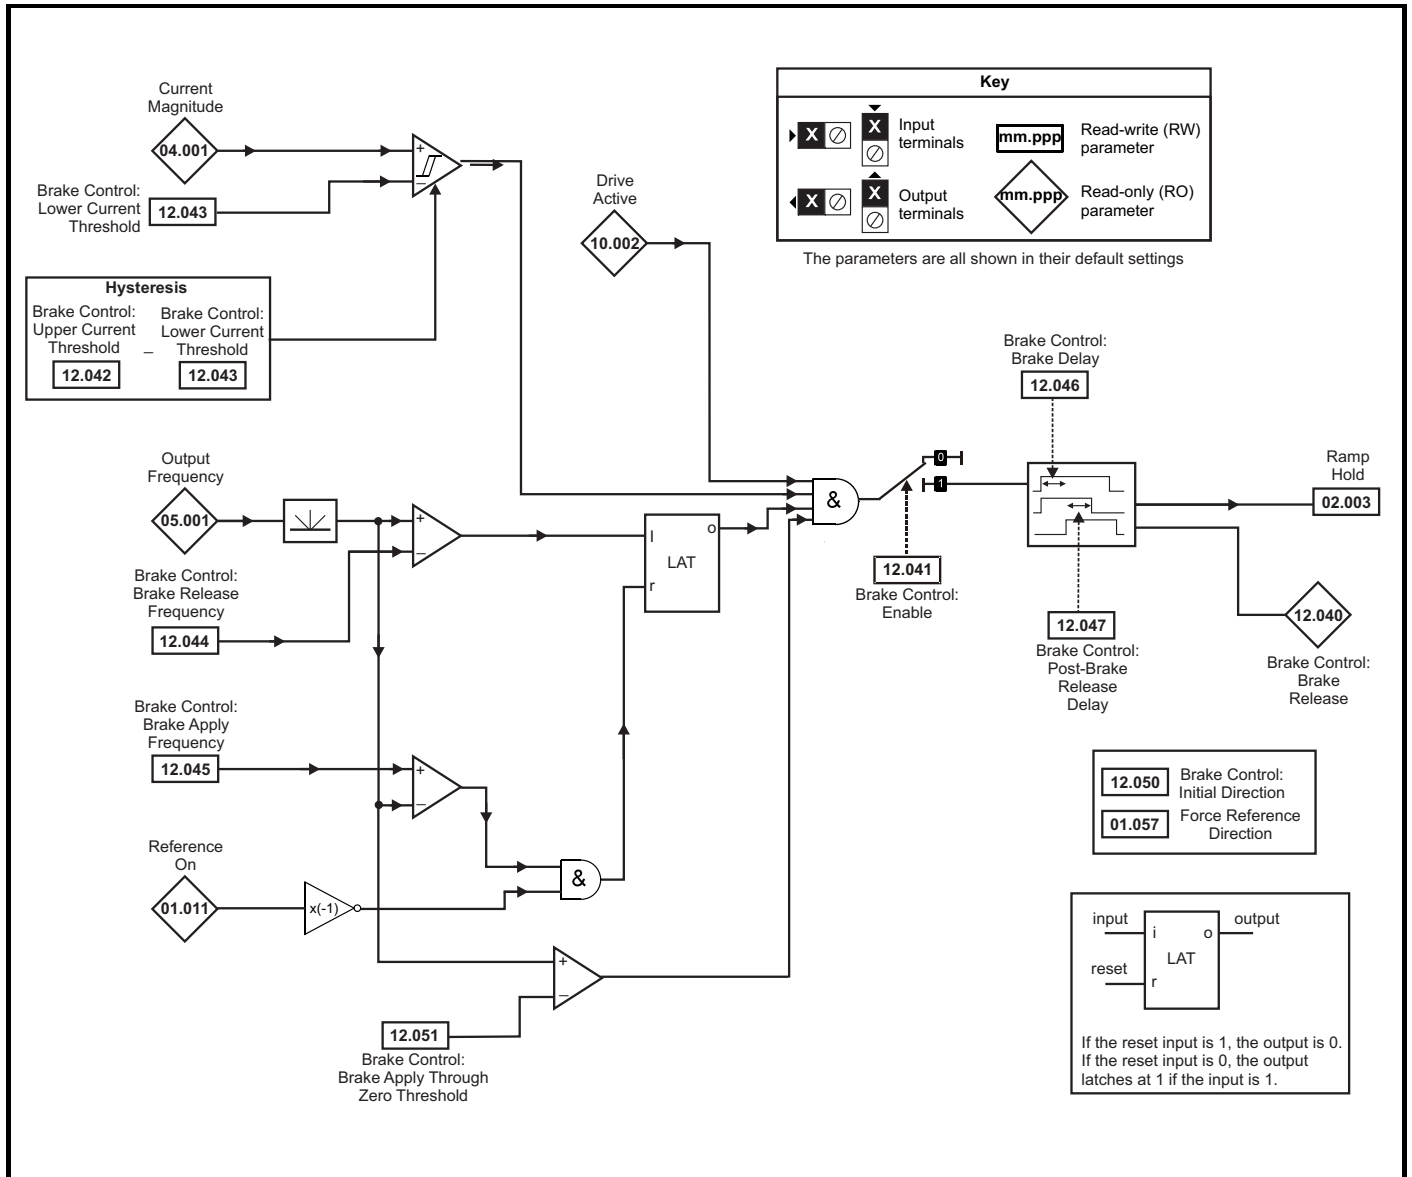 Current
Magnitude
04.001
+
–
Brake Control:
Lower Current
Threshold
12.043
Hysteresis
Brake Control:
Upper Current
Threshold
12.042
–
Brake Control:
Lower Current
Threshold
12.043
Drive
Active
10.002
Key
X
X
Input
terminals
mm.ppp
Read-write (RW)
parameter
X
X
Output
terminals
mm.ppp
Read-only (RO)
parameter
The parameters are all shown in their default settings
Output
Frequency
05.001
+
–
Brake Control:
Brake Release
Frequency
12.044
I
o
LAT
r
&
0
1
12.041
Brake Control:
Enable
Brake Control:
Brake Delay
12.046
12.047
Brake Control:
Post-Brake
Release
Delay
Ramp
Hold
02.003
12.040
Brake Control:
Brake
Release
Brake Control:
Brake Apply
Frequency
12.045
+
–
Reference
On
01.011
x(-1)
&
+
–
12.051
Brake Control:
Brake Apply Through
Zero Threshold
12.050
Brake Control:
Initial Direction
01.057
Force Reference
Direction
input
i
o
output
LAT
reset
r
If the reset input is 1, the output is 0.
If the reset input is 0, the output
latches at 1 if the input is 1.